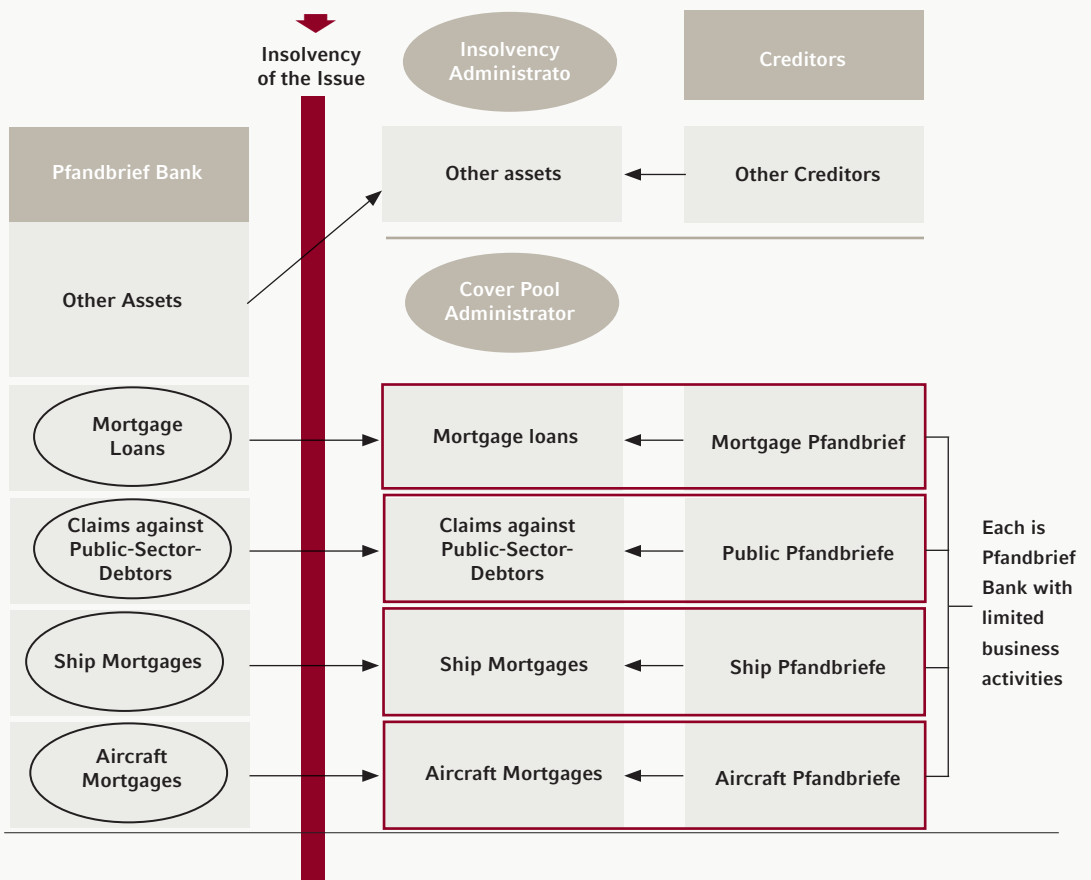 Insolvency
of the Issue
Insolvency
Administrato
Creditors
Pfandbrief Bank
Other assets
Other Creditors
Other Assets
Cover Pool
Administrator
Mortgage
Loans
Mortgage loans
Mortgage Pfandbrief
Claims against
Public-Sector-
Debtors
Claims against
Public-Sector-
Debtors
Public Pfandbriefe
Ship Mortgages
Ship Mortgages
Ship Pfandbriefe
Aircraft
Mortgages
Aircraft Mortgages
Aircraft Pfandbriefe
Each is
Pfandbrief
Bank with
limited
business
activities